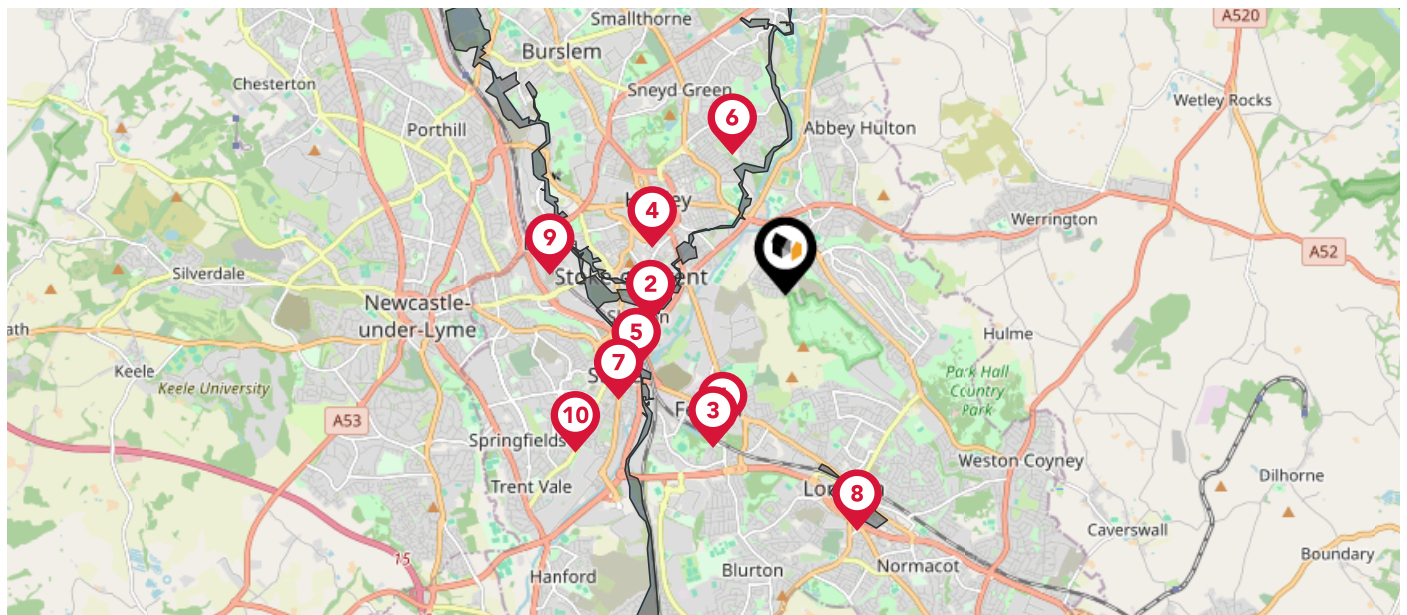 Smallthorne
A520
Burslem
Chesterton
Sneyd Green
Wetley Rocks
6
Porthill
Abbey Hulton
4
Werrington
9
A52
Silverdale
2
Newcastle-
under-Lyme
5
Hulme
7
Keele
Keele University
Park Hall
Country
Park
A53
3
10
Springfields
Weston Coyney
Trent Vale
8
Dilhorne
Caverswall
15
Boundary
Hanford
Blurton
Normacot